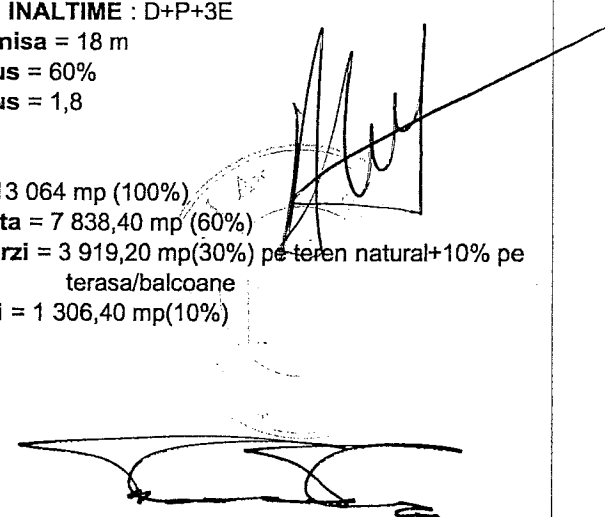 INALTIME : D+P+3E
nisa = 18 m
us = 60%
us = 1,8
3 064 mp (100%)
ta = 7 838,40 mp (60%)
rzi = 3 919,20 mp(30%) pe teren natural+10% pe
terasa/balcoane
i = 1 306,40 mp(10%)